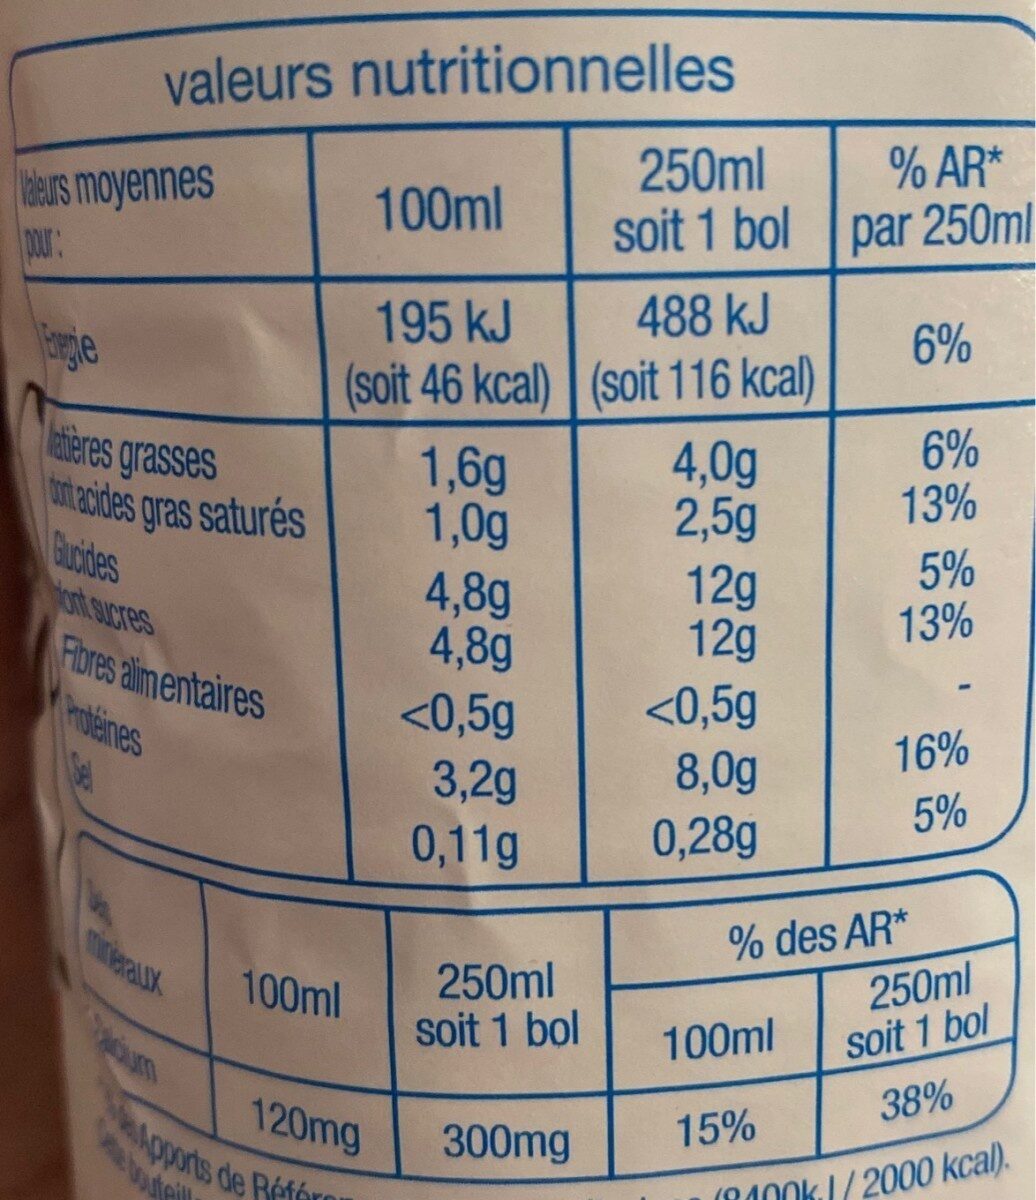 valeurs nutritionnelles
Valeurs moyennes pour : 100ml 250ml soit 1 bol % AR* par 250ml
Energie 195 kJ (soit 46 kcal) 488 kJ (soit 116 kcal) 6%
Matières grasses 1,6g 4,0g 6%
dont acides gras saturés 1,0g 2,5g 13%
Glucides 4,8g 12g 5%
dont sucres 4,8g 12g 13%
Fibres alimentaires <0,5g <0,5g -
Protéines 3,2g 8,0g 16%
Sel 0,11g 0,28g 5%
minéraux 100ml 250ml soit 1 bol % des AR* 100ml 250ml soit 1 bol
Calcium 120mg 300mg 15% 38%
Apports de (8400kJ / 2000 kcal).